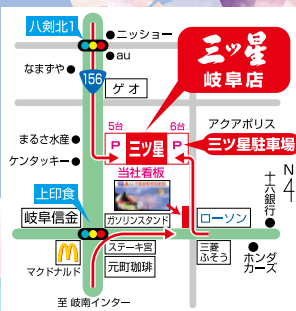 八剣北1
ニッショー
au
なまずや
156
ゲオ
三ツ星
岐阜店
5台
6台
P
三ツ星
P
アクアポリス
三ツ星駐車場
まるさ水産
ケンタッキー
当社看板
N
4
上印食
岐阜信金
ガソリンスタンド
ローソン
十六銀行
マクドナルド
ステーキ宮
元町珈琲
三菱
ふそう
ホンダ
カーズ
至 岐南インター